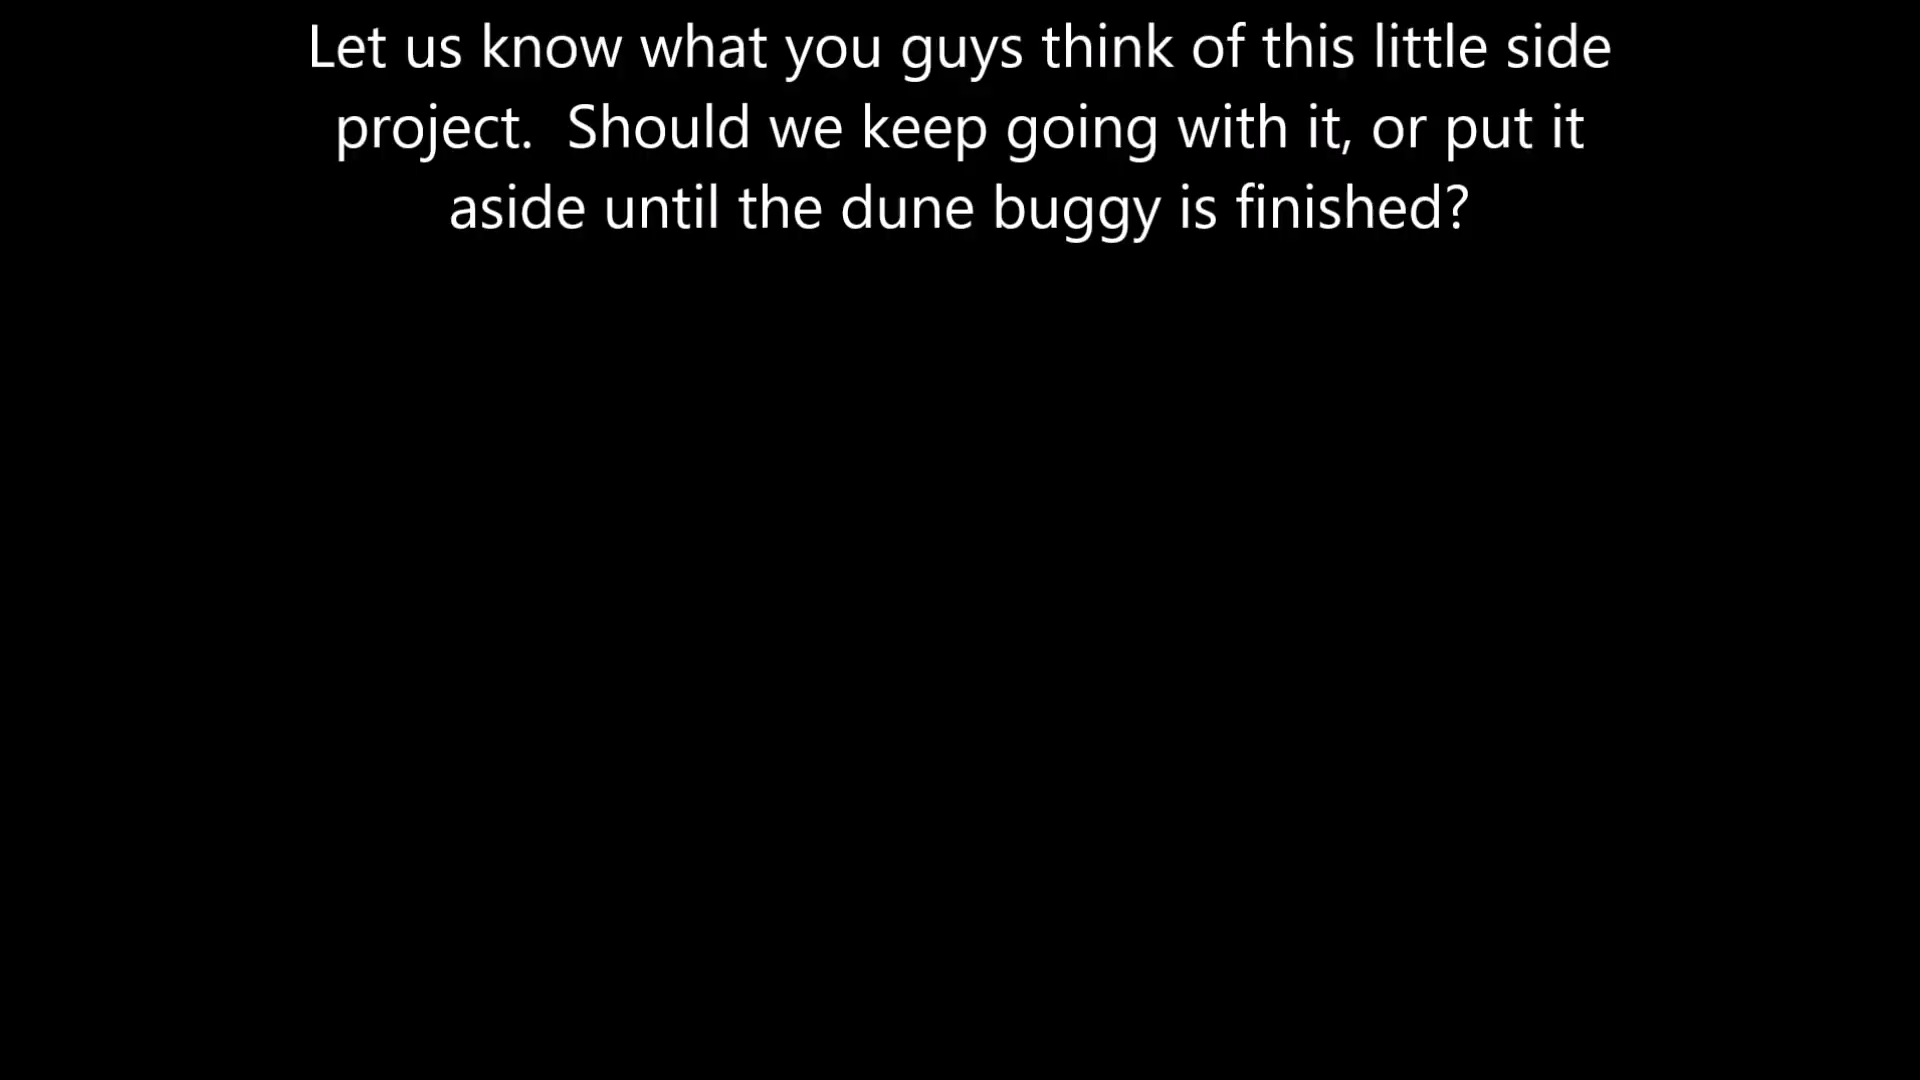 Let us know what you guys think of this little side
project.  Should we keep going with it, or put it
aside until the dune buggy is finished?